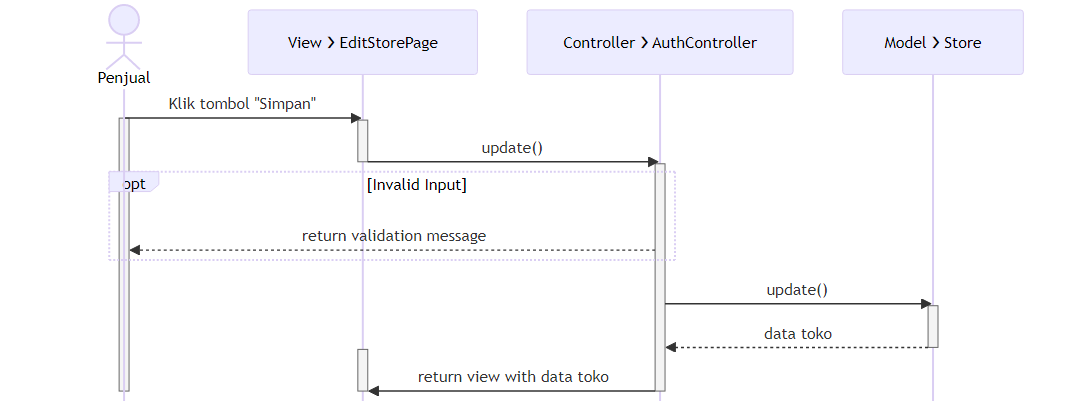 Penjual
View > EditStorePage
Controller > AuthController
Model > Store
Klik tombol "Simpan"
update()
opt
[Invalid Input]
return validation message
update()
data toko
return view with data toko